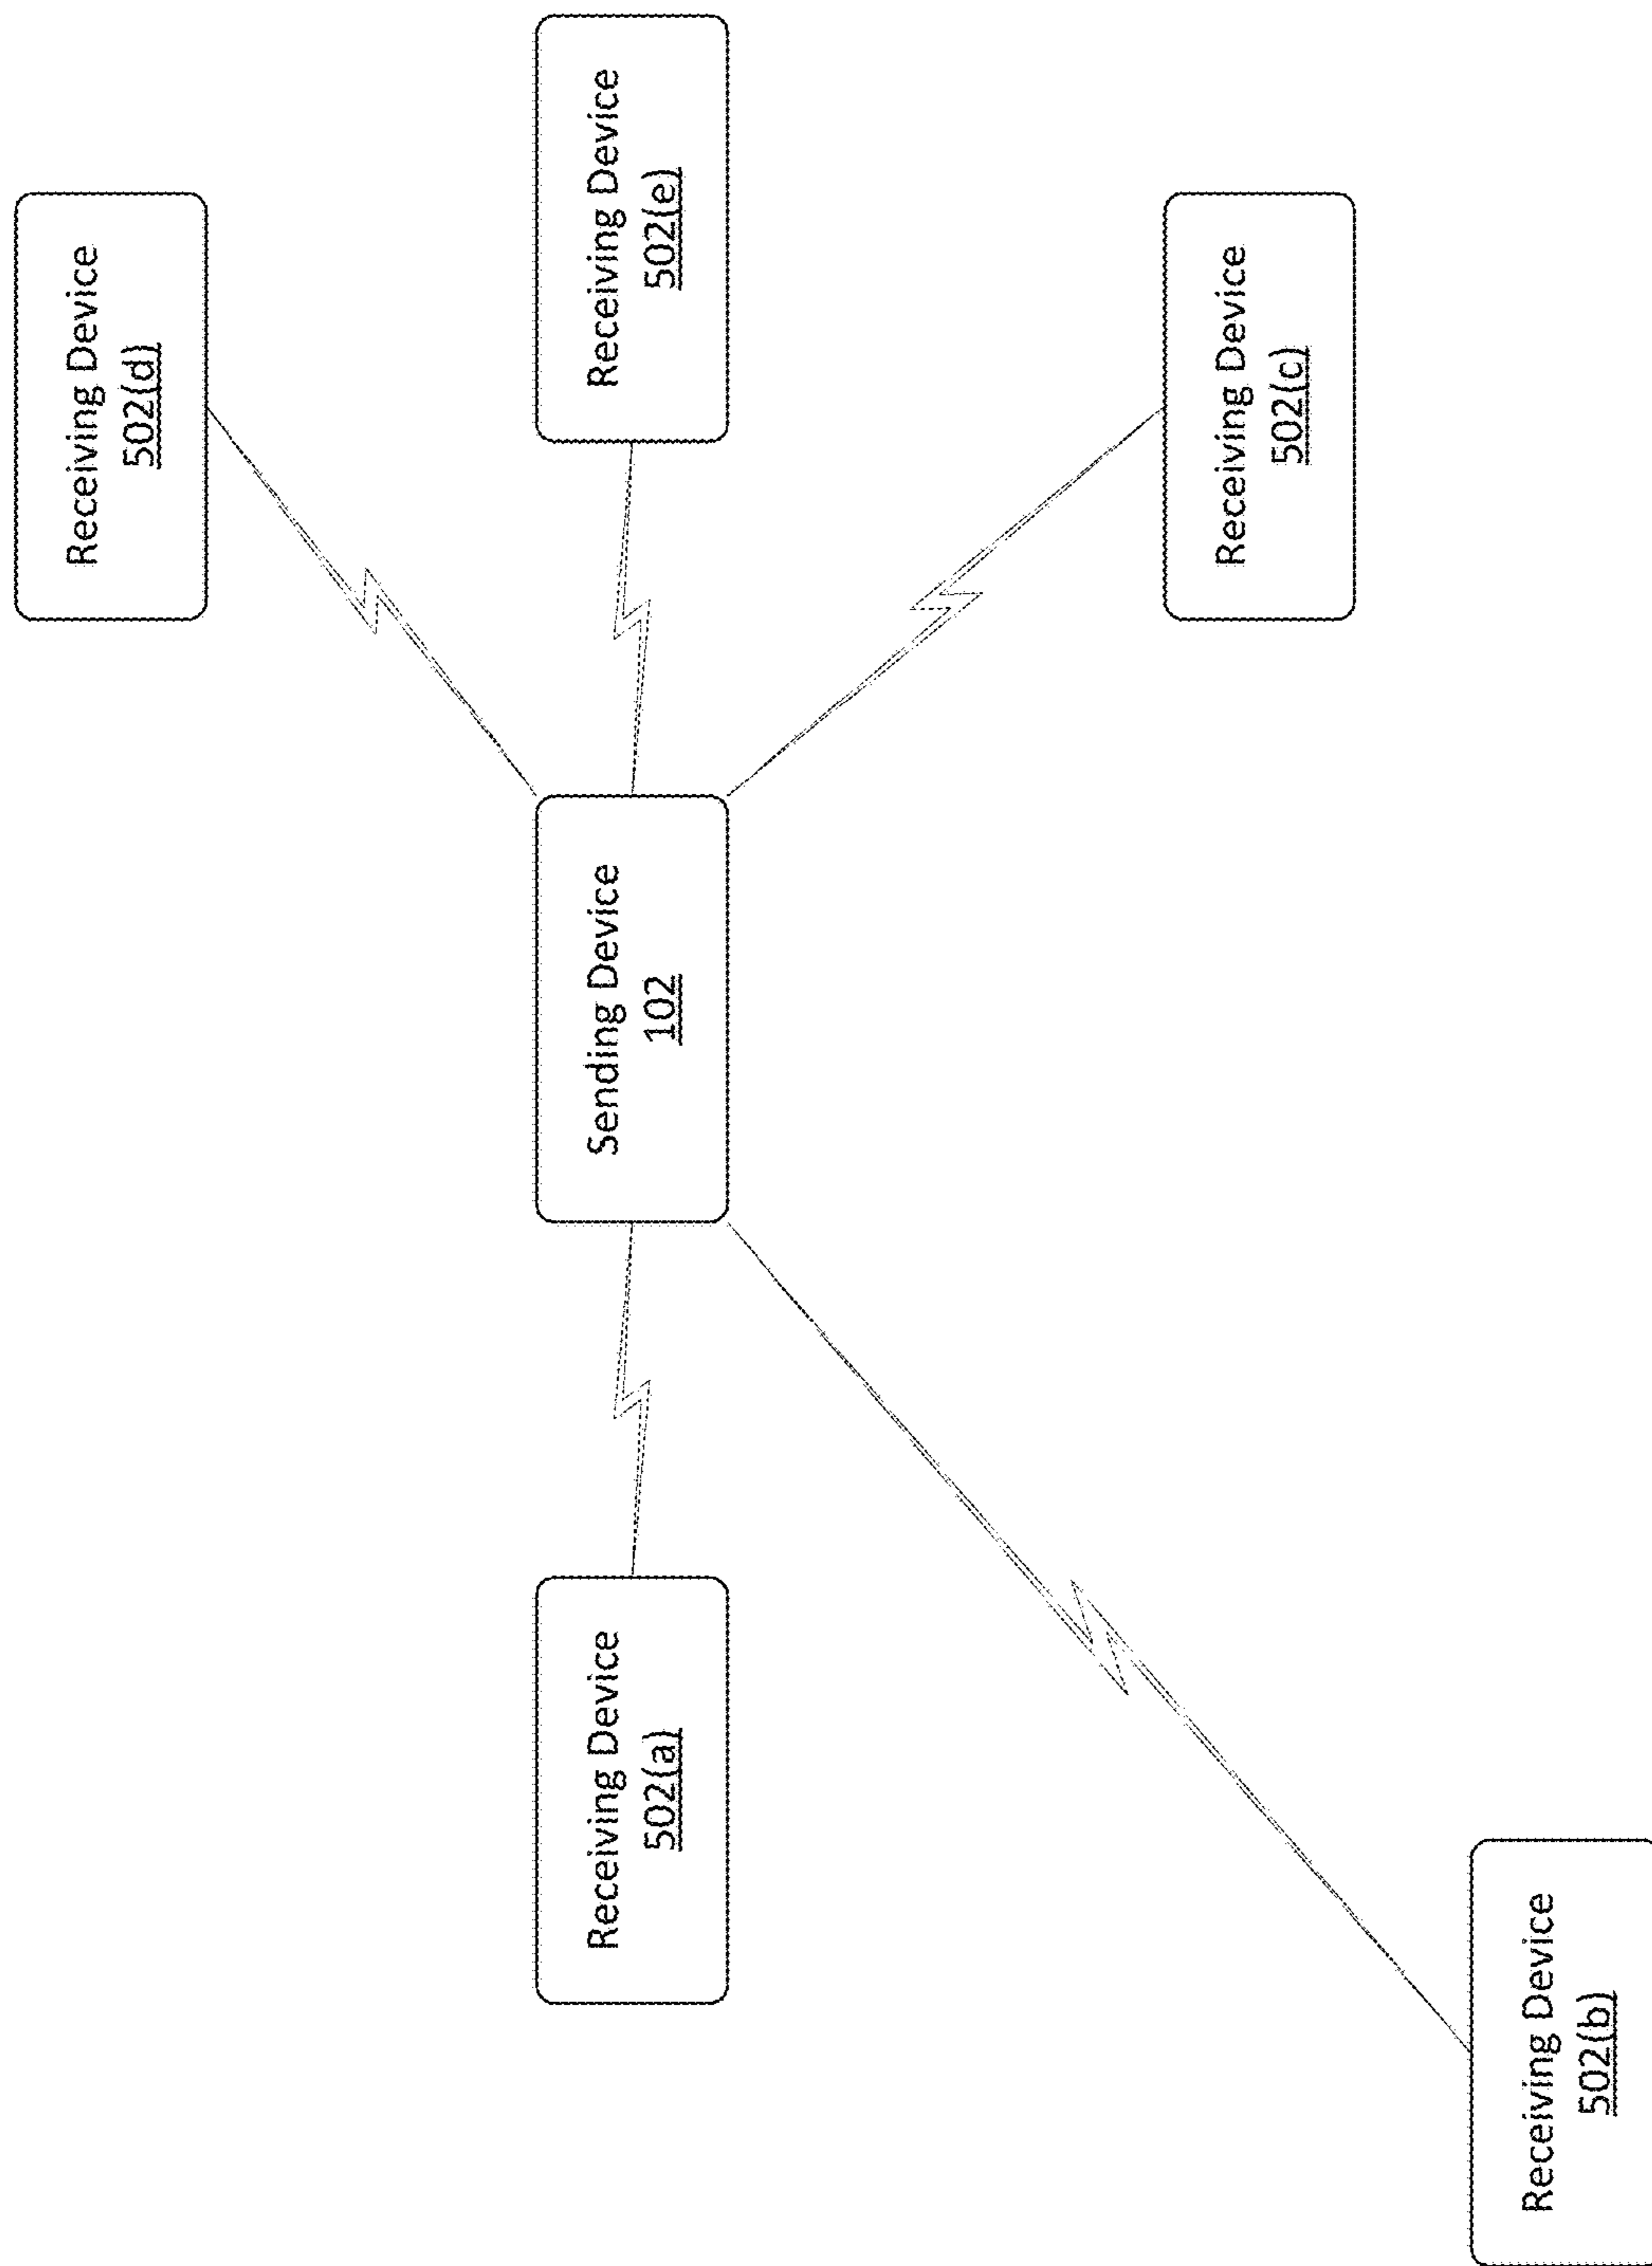 Receiving Device
502(d)
Receiving Device
502(a)
Sending Device
102
Receiving Device
502(e)
Receiving Device
502(c)
Receiving Device
502(b)